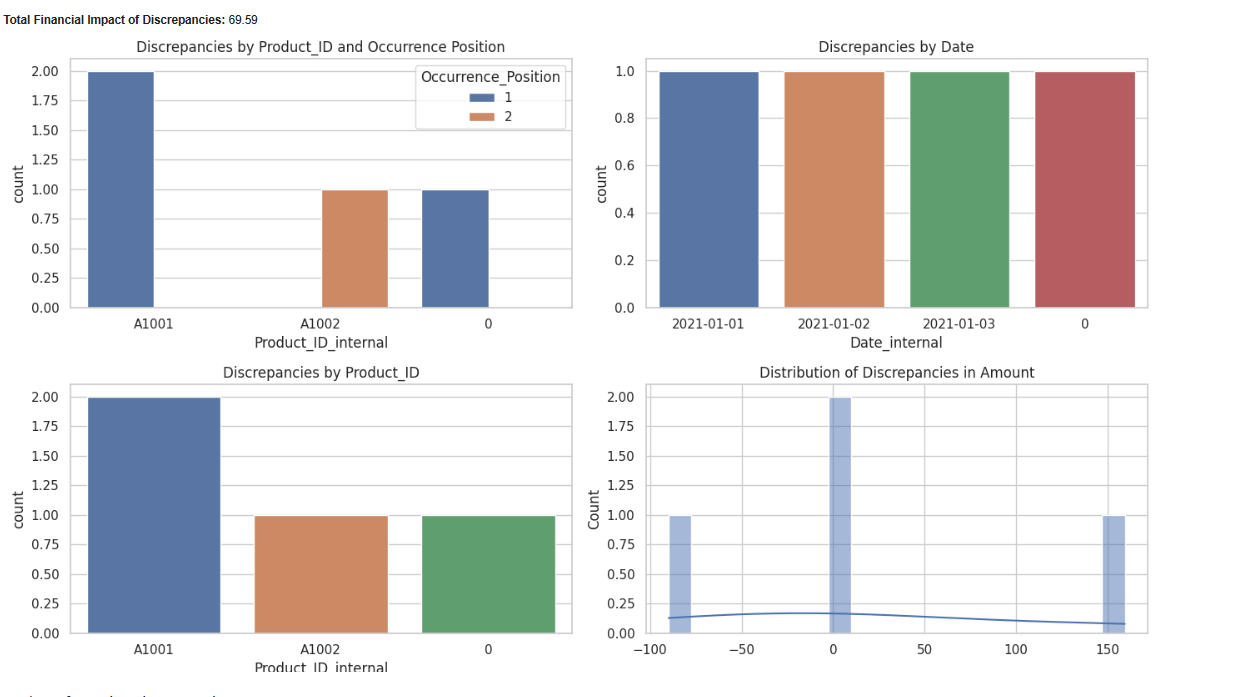 Total Financial Impact of Discrepancies: 69.59
Discrepancies by Product_ID and Occurrence Position
2.00
1.75
1.50
1.25
1.00
0.75
0.50
0.25
0.00
count
Occurrence_Position
1
2
A1001 A1002 0
Product_ID_internal
Discrepancies by Date
1.0
0.8
0.6
0.4
0.2
0.0
count
2021-01-01 2021-01-02 2021-01-03 0
Date_internal
Discrepancies by Product_ID
2.00
1.75
1.50
1.25
1.00
0.75
0.50
0.25
0.00
count
A1001 A1002 0
Product_ID_internal
Distribution of Discrepancies in Amount
2.00
1.75
1.50
1.25
1.00
0.75
0.50
0.25
0.00
Count
−100 −50 0 50 100 150